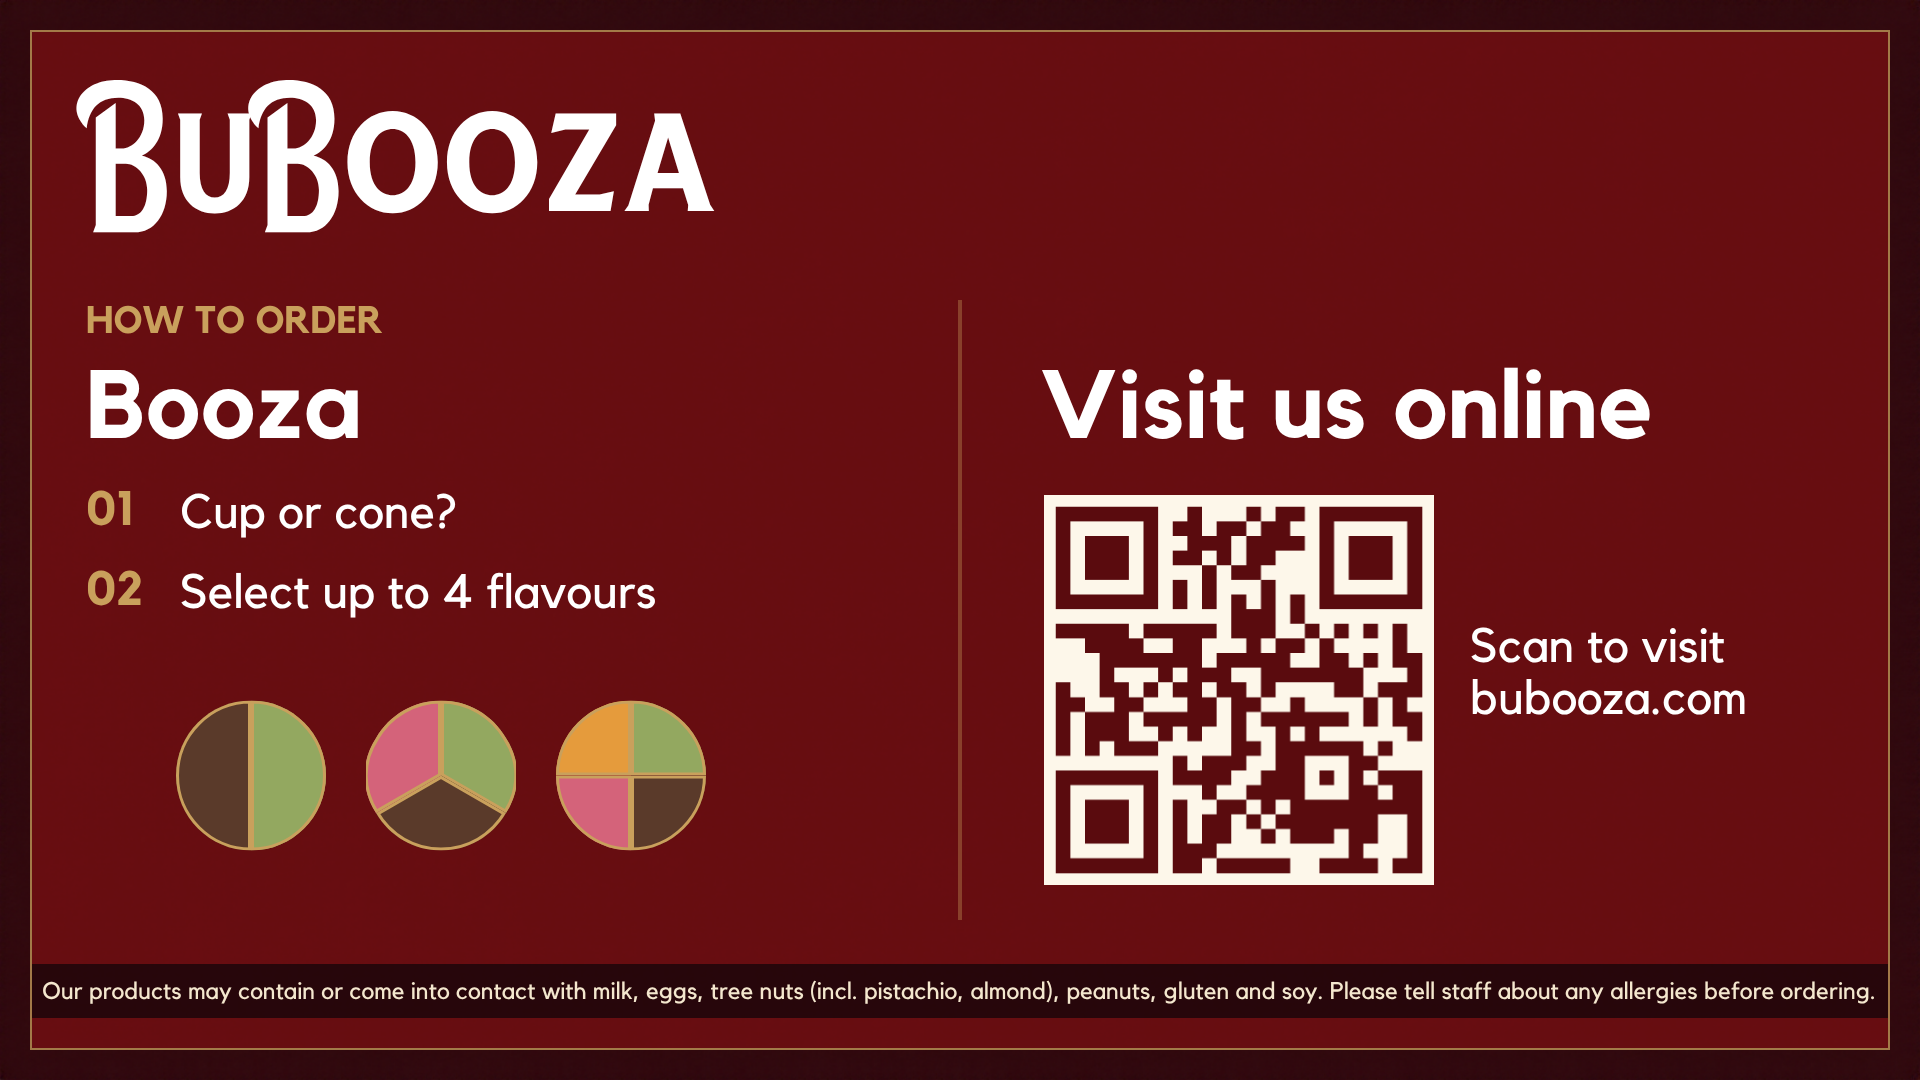 BUBOOZA
HOW TO ORDER
Booza
01 Cup or cone?
02 Select up to 4 flavours
Visit us online
Scan to visit
bubooza.com
Our products may contain or come into contact with milk, eggs, tree nuts (incl. pistachio, almond), peanuts, gluten and soy. Please tell staff about any allergies before ordering.